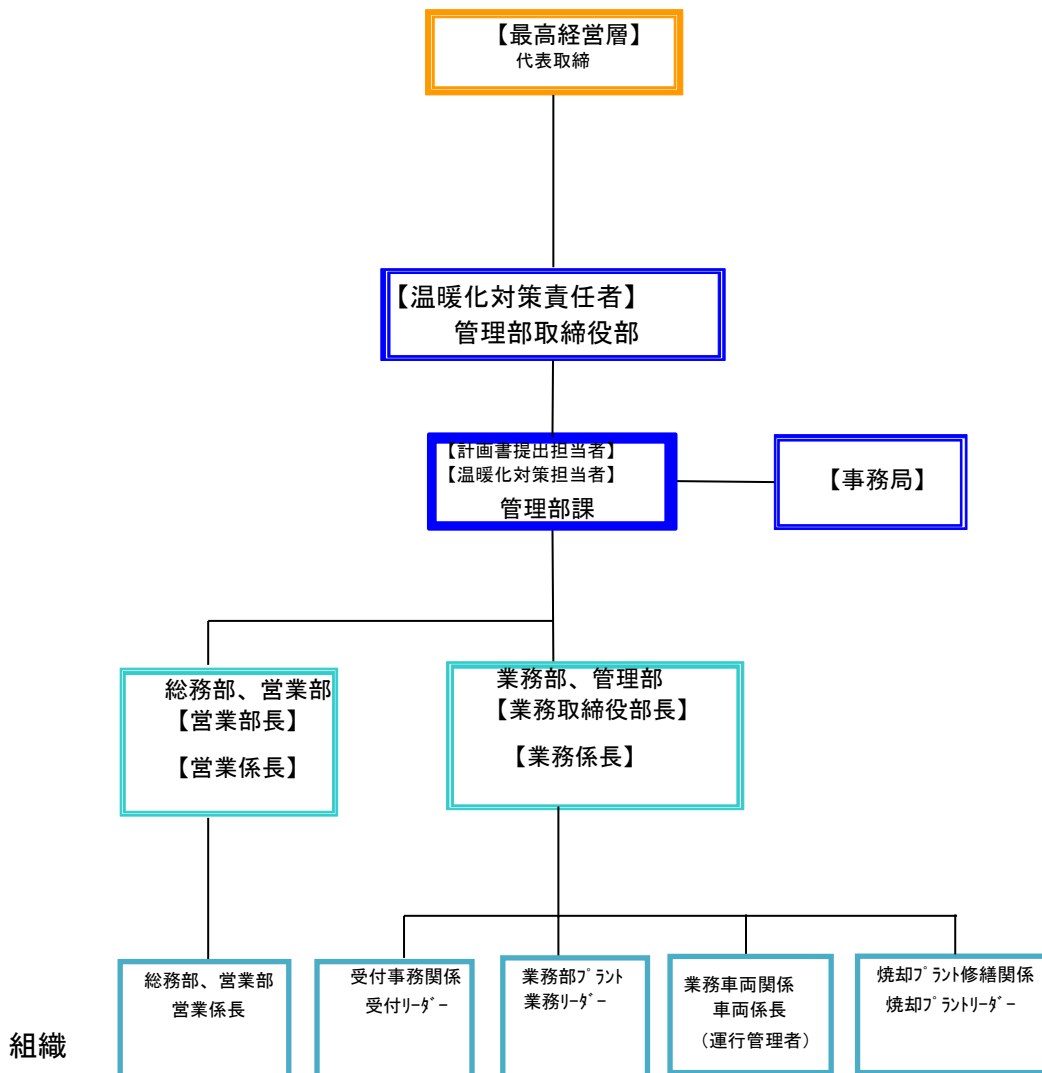 【最高経営層】
代表取締
【温暖化対策責任者】
管理部取締役部
【計画書提出担当者】
【温暖化対策担当者】
管理部課
【事務局】
総務部、営業部
【営業部長】
【営業係長】
業務部、管理部
【業務取締役部長】
【業務係長】
総務部、営業部
営業係長
受付事務関係
受付ﾘｰﾀﾞｰ
業務部ﾌﾟﾗﾝﾄ
業務ﾘｰﾀﾞー
業務車両関係
車両係長
（運行管理者）
焼却ﾌﾟﾗﾝﾄ修繕関係
焼却ﾌﾟﾗﾝﾄﾘｰﾀﾞー
組織